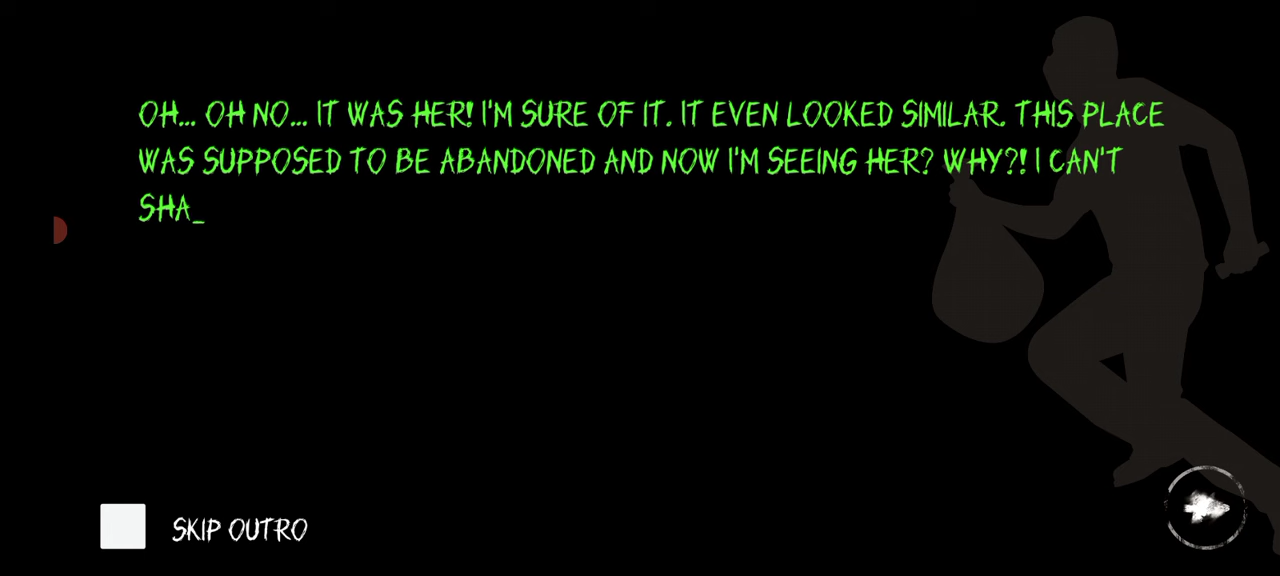 OH... OH NO... IT WAS HER! I'M SURE OF IT. IT EVEN LOOKED SIMILAR. THIS PLACE
WAS SUPPOSED TO BE ABANDONED AND NOW I'M SEEING HER? WHY?! I CAN'T
SHA_
SKIP OUTRO